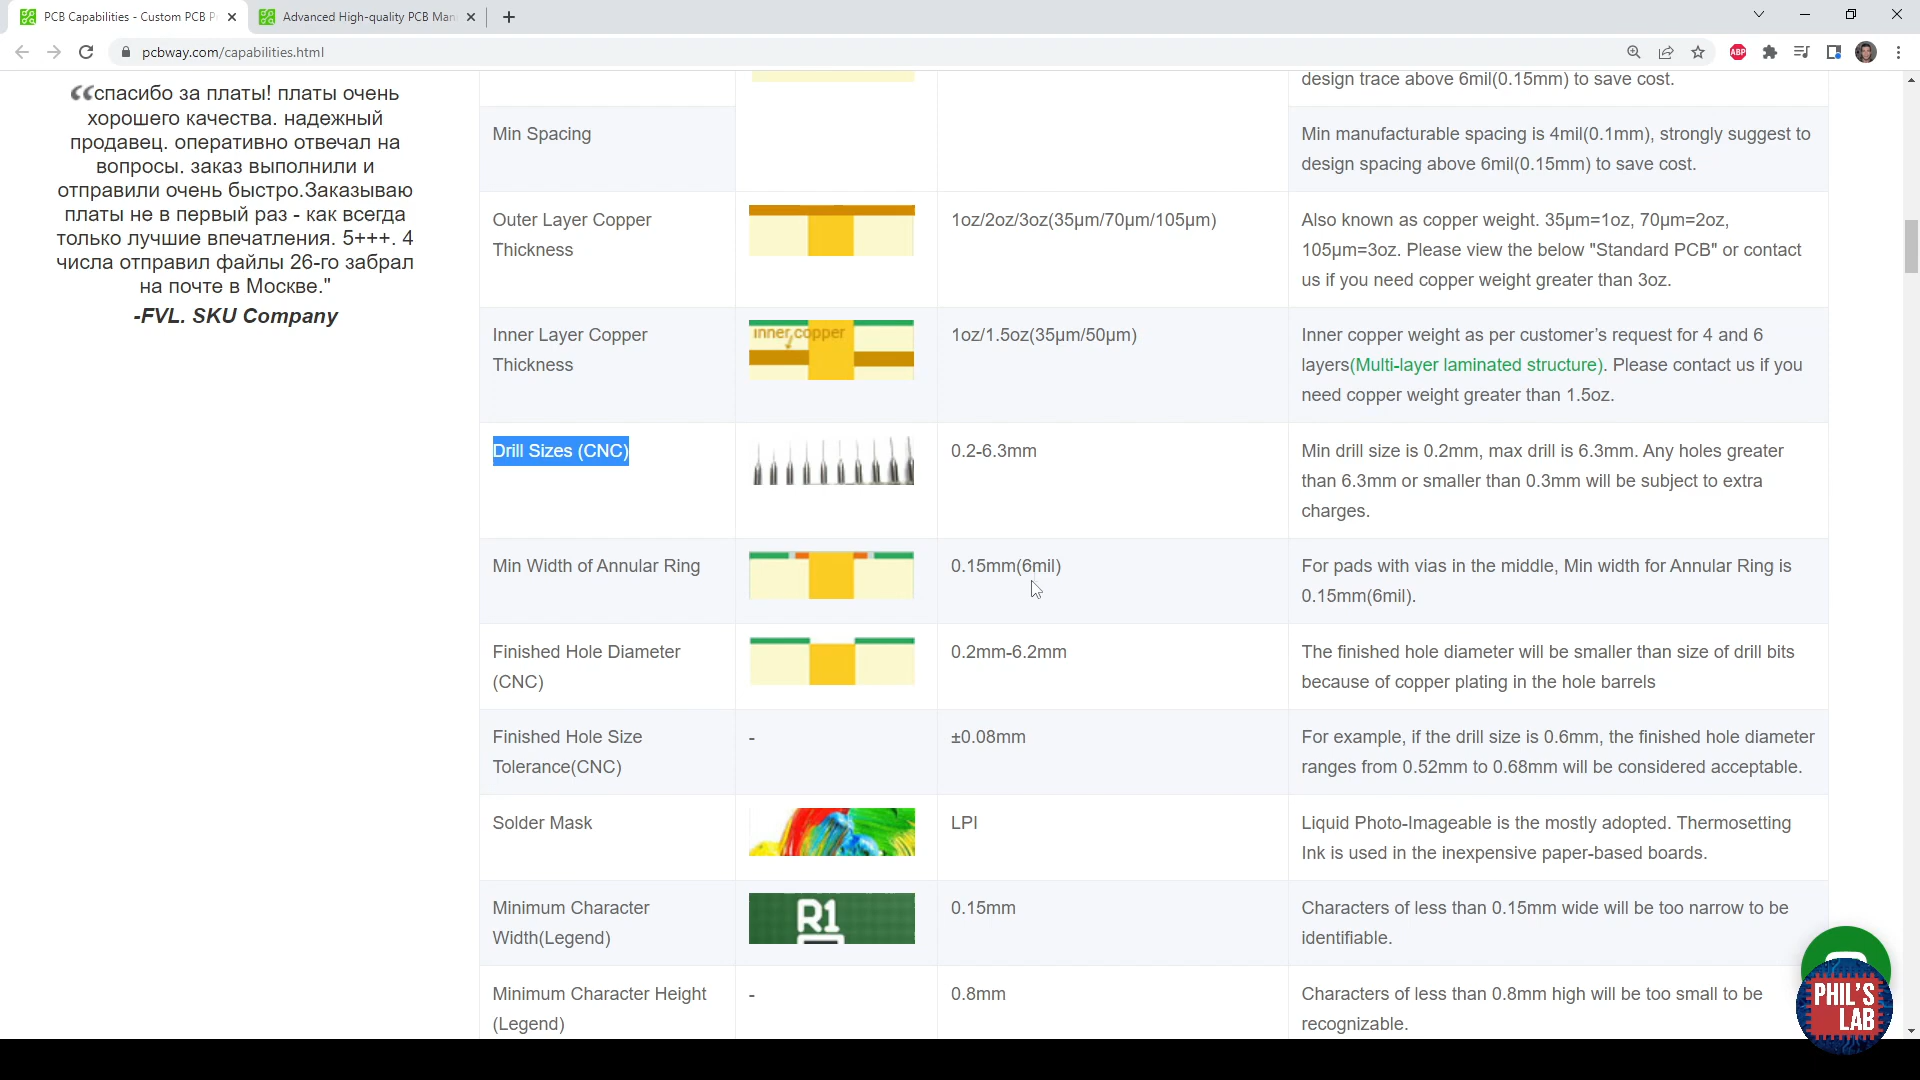 PCB Capabilities - Custom PCB P
Advanced High-quality PCB Man
pcbway.com/capabilities.html
ABP
спасибо за платы! платы очень
хорошего качества. надежный
продавец. оперативно отвечал на
вопросы. заказ выполнили и
отправили очень быстро.Заказываю
платы не в первый раз - как всегда
только лучшие впечатления. 5+++. 4
числа отправил файлы 26-го забрал
на почте в Москве."
-FVL. SKU Company
design trace above 6mil(0.15mm) to save cost.
Min Spacing
Min manufacturable spacing is 4mil(0.1mm), strongly suggest to
design spacing above 6mil(0.15mm) to save cost.
Outer Layer Copper
Thickness
1oz/2oz/3oz(35μm/70μm/105μm)
Also known as copper weight. 35μm=1oz, 70μm=2oz,
105μm=3oz. Please view the below "Standard PCB" or contact
us if you need copper weight greater than 3oz.
Inner Layer Copper
Thickness
inner copper
1oz/1.5oz(35μm/50μm)
Inner copper weight as per customer’s request for 4 and 6
layers(Multi-layer laminated structure). Please contact us if you
need copper weight greater than 1.5oz.
Drill Sizes (CNC)
0.2-6.3mm
Min drill size is 0.2mm, max drill is 6.3mm. Any holes greater
than 6.3mm or smaller than 0.3mm will be subject to extra
charges.
Min Width of Annular Ring
0.15mm(6mil)
For pads with vias in the middle, Min width for Annular Ring is
0.15mm(6mil).
Finished Hole Diameter
(CNC)
0.2mm-6.2mm
The finished hole diameter will be smaller than size of drill bits
because of copper plating in the hole barrels
Finished Hole Size
Tolerance(CNC)
-
±0.08mm
For example, if the drill size is 0.6mm, the finished hole diameter
ranges from 0.52mm to 0.68mm will be considered acceptable.
Solder Mask
LPI
Liquid Photo-Imageable is the mostly adopted. Thermosetting
Ink is used in the inexpensive paper-based boards.
Minimum Character
Width(Legend)
R1
0.15mm
Characters of less than 0.15mm wide will be too narrow to be
identifiable.
Minimum Character Height
(Legend)
-
0.8mm
Characters of less than 0.8mm high will be too small to be
recognizable.
PHIL'S
LAB